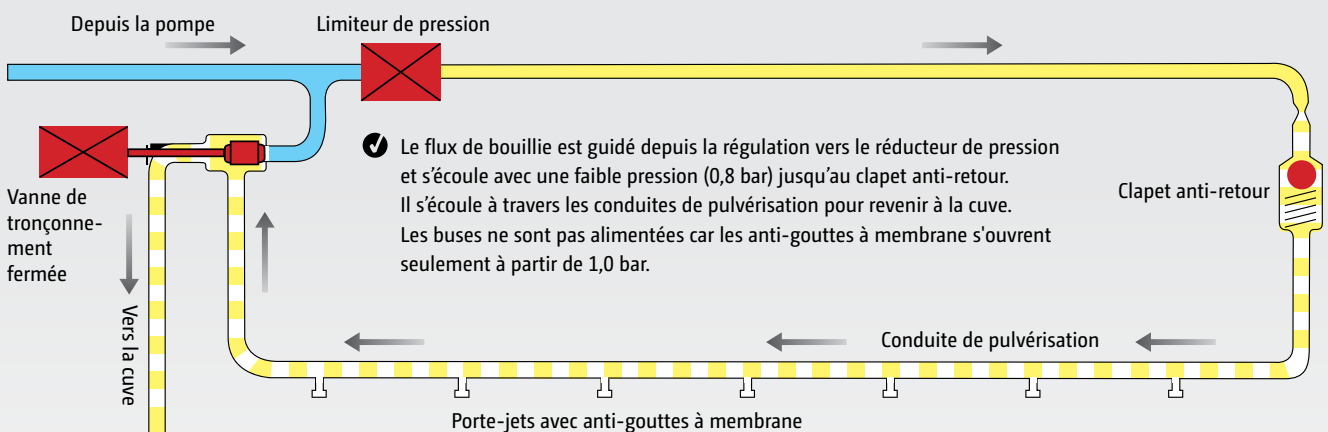 Depuis la pompe
Limiteur de pression
Le flux de bouillie est guidé depuis la régulation vers le réducteur de pression
et s’écoule avec une faible pression (0,8 bar) jusqu’au clapet anti-retour.
Il s’écoule à travers les conduites de pulvérisation pour revenir à la cuve.
Les buses ne sont pas alimentées car les anti-gouttes à membrane s'ouvrent
seulement à partir de 1,0 bar.
Clapet anti-retour
Vanne de
tronçonne-
ment
fermée
Vers la cuve
Conduite de pulvérisation
Porte-jets avec anti-gouttes à membrane